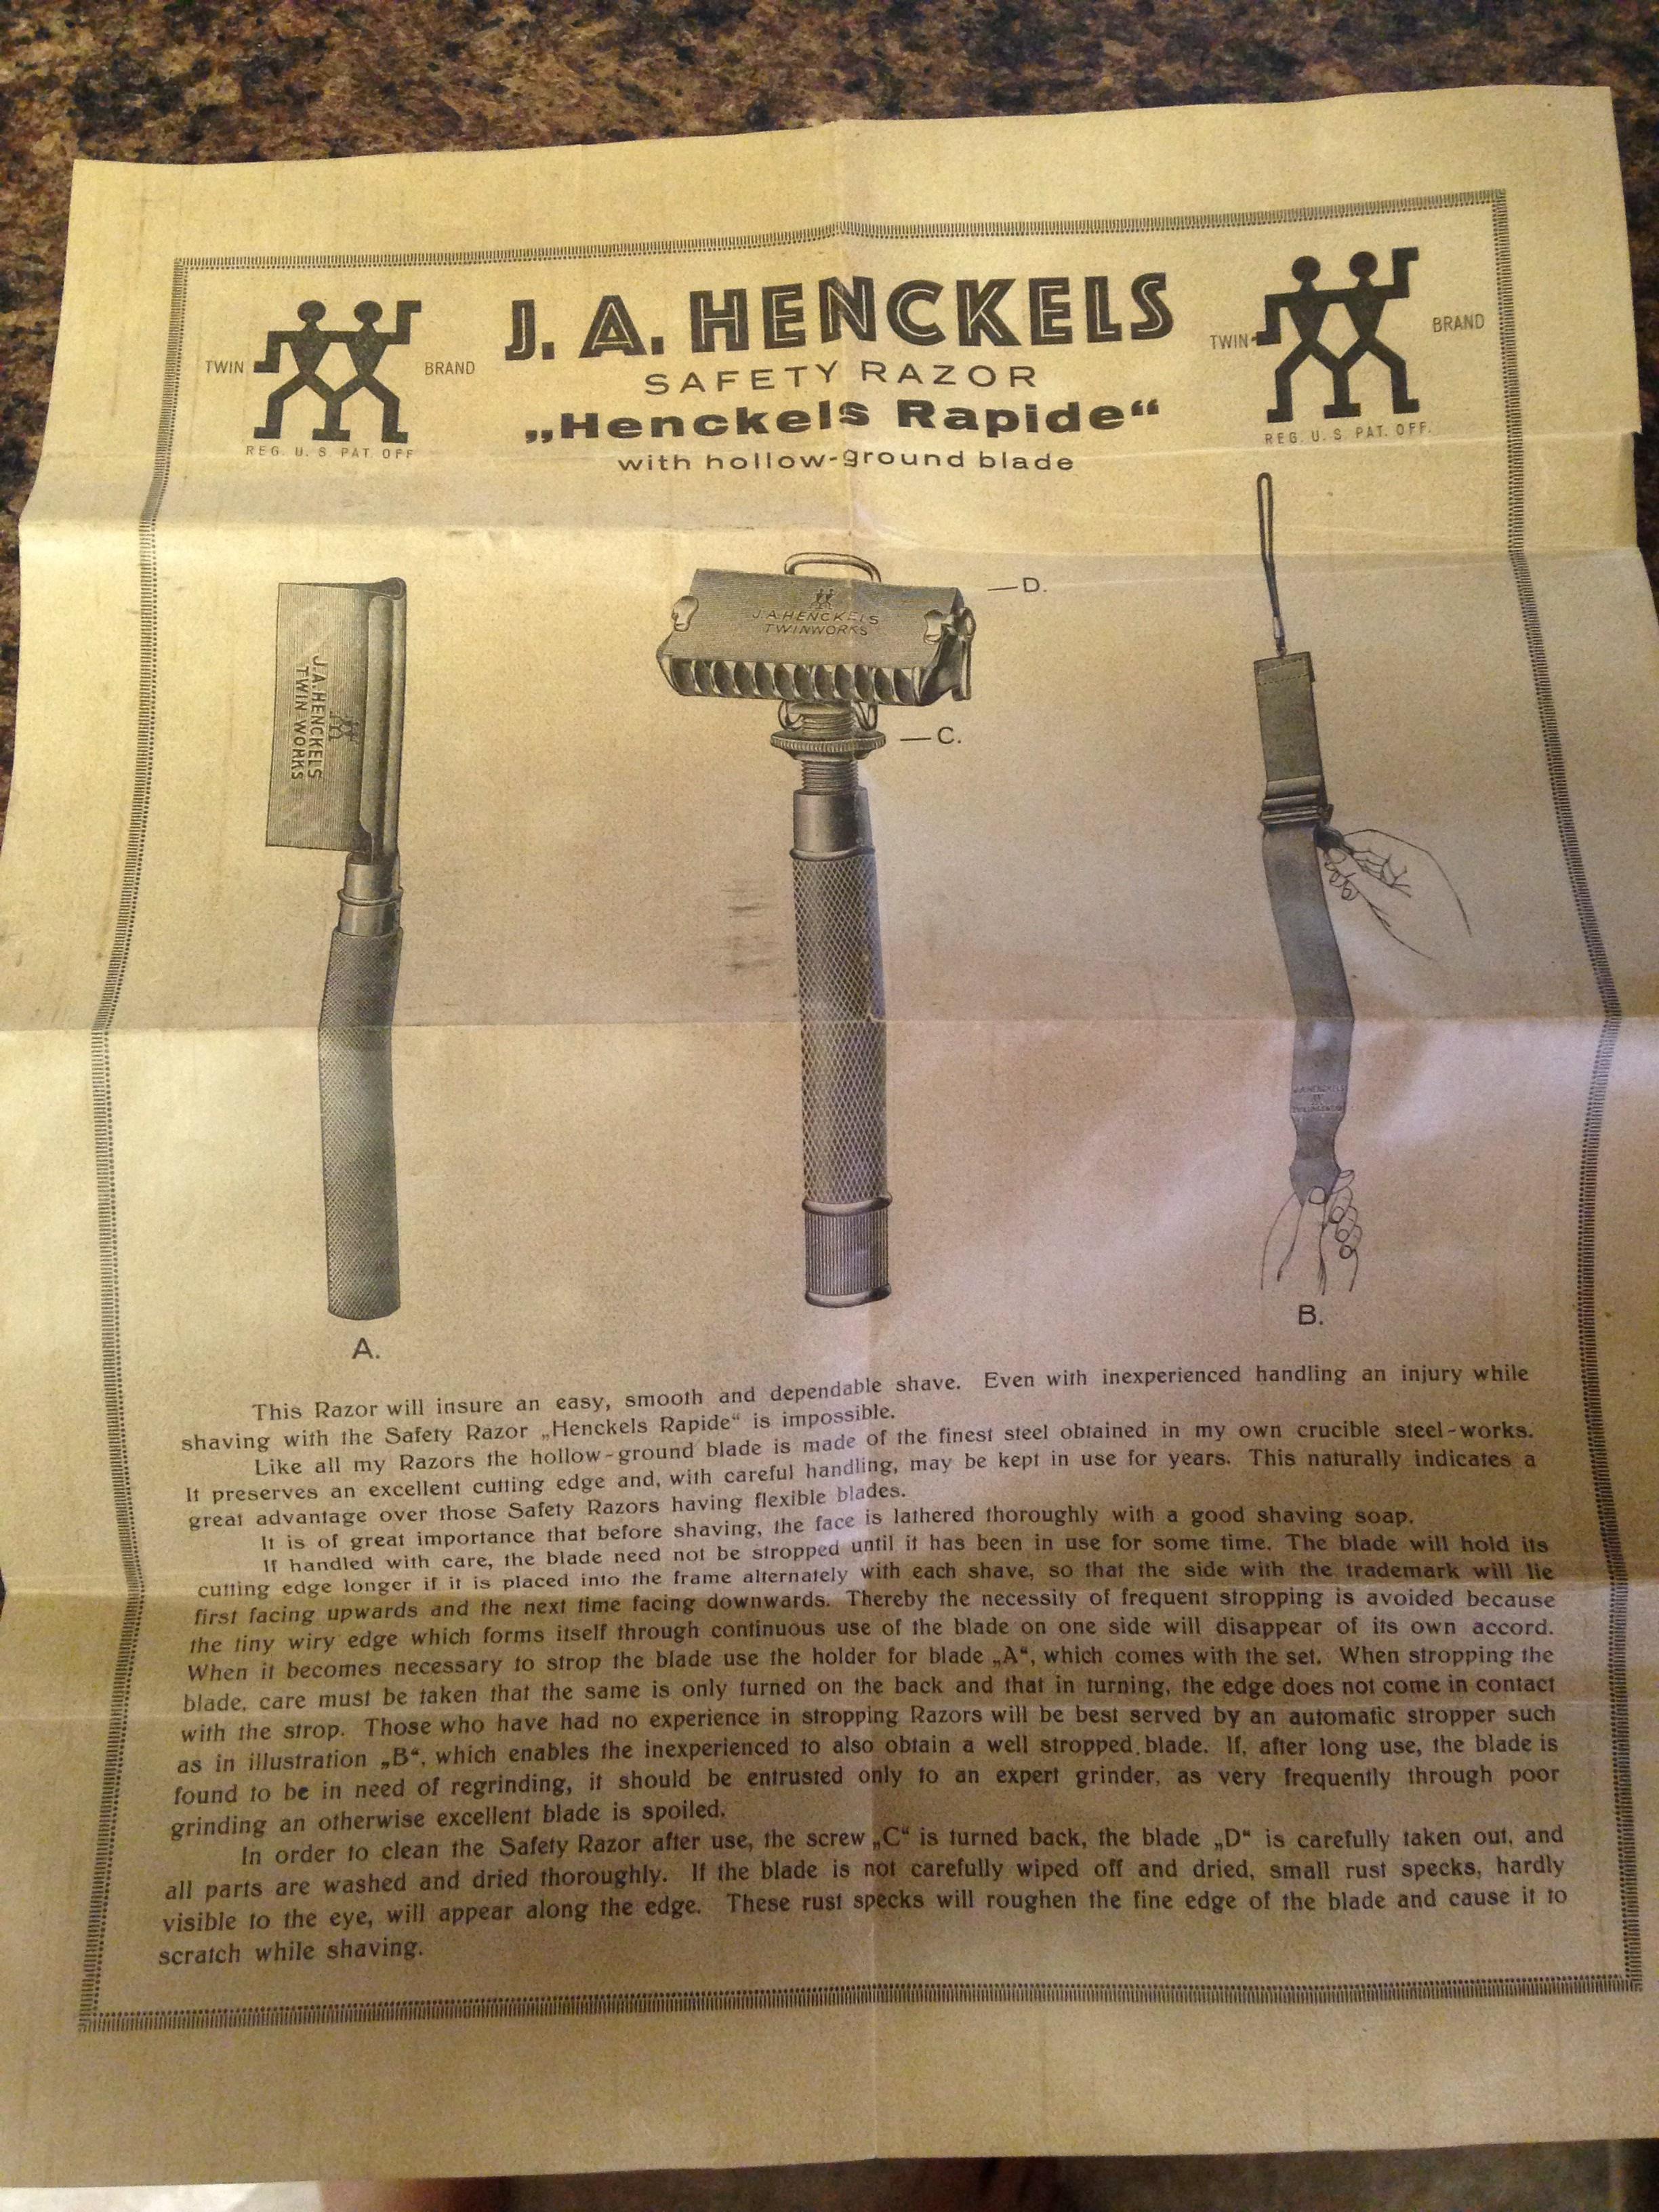 J. A. HENCKELS
TWIN BRAND
REG. U. S. PAT. OFF.
TWIN BRAND
REG. U. S PAT. OFF
SAFETY RAZOR
„Henckels Rapide“
with hollow-ground blade
D.
J.A.HENCKELS
TWINWORKS
C.
J.A.HENCKELS
TWIN WORKS
B.
A.
This Razor will insure an easy, smooth and dependable shave. Even with inexperienced handling an injury while
shaving with the Safety Razor „Henckels Rapide“ is impossible.
Like all my Razors the hollow-ground blade is made of the finest steel obtained in my own crucible steel-works.
It preserves an excellent cutting edge and, with careful handling, may be kept in use for years. This naturally indicates a
great advantage over those Safety Razors having flexible blades.
It is of great importance that before shaving, the face is lathered thoroughly with a good shaving soap.
If handled with care, the blade need not be stropped until it has been in use for some time. The blade will hold its
cutting edge longer if it is placed into the frame alternately with each shave, so that the side with the trademark will lie
first facing upwards and the next time facing downwards. Thereby the necessity of frequent stropping is avoided because
the tiny wiry edge which forms itself through continuous use of the blade on one side will disappear of its own accord.
When it becomes necessary to strop the blade use the holder for blade „A“, which comes with the set. When stropping the
blade, care must be taken that the same is only turned on the back and that in turning, the edge does not come in contact
with the strop. Those who have had no experience in stropping Razors will be best served by an automatic stropper such
as in illustration „B“, which enables the inexperienced to also obtain a well stropped blade. If, after long use, the blade is
found to be in need of regrinding, it should be entrusted only to an expert grinder, as very frequently through poor
grinding an otherwise excellent blade is spoiled.
In order to clean the Safety Razor after use, the screw „C“ is turned back, the blade „D“ is carefully taken out, and
all parts are washed and dried thoroughly. If the blade is not carefully wiped off and dried, small rust specks, hardly
visible to the eye, will appear along the edge. These rust specks will roughen the fine edge of the blade and cause it to
scratch while shaving.